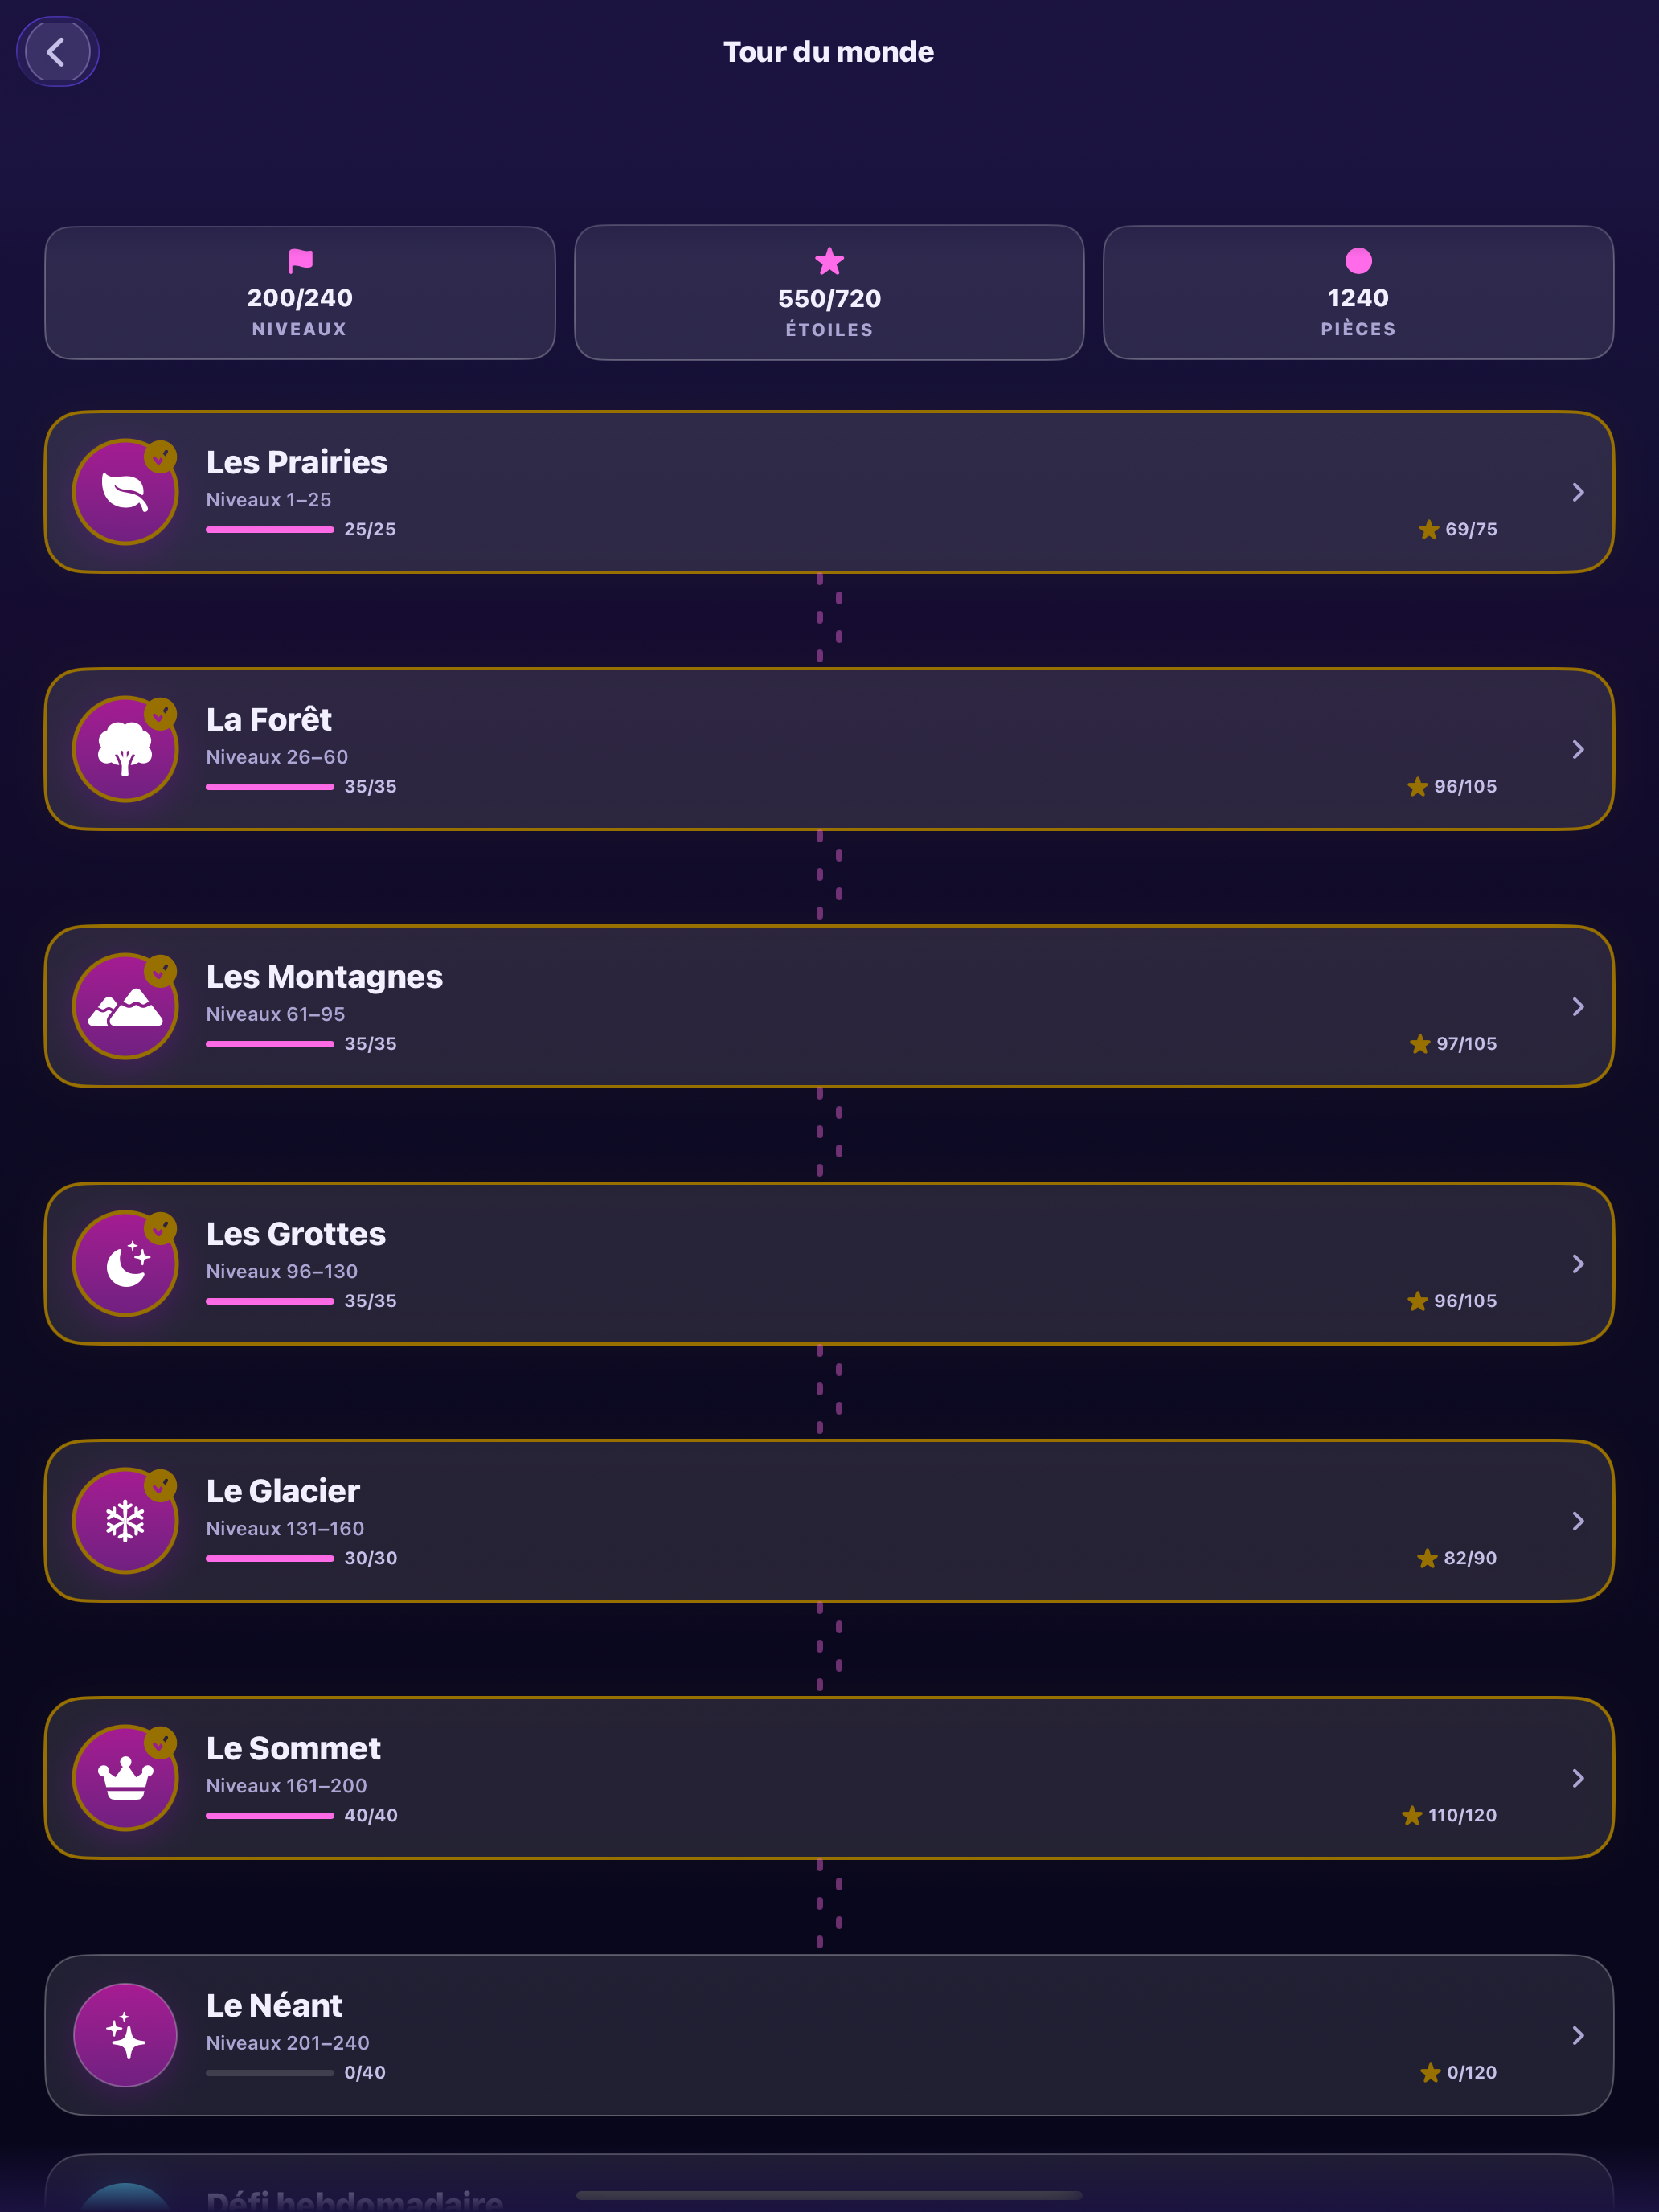 Tour du monde
200/240
NIVEAUX
550/720
ÉTOILES
1240
PIÈCES
Les Prairies
Niveaux 1–25
25/25
69/75
La Forêt
Niveaux 26–60
35/35
96/105
Les Montagnes
Niveaux 61–95
35/35
97/105
Les Grottes
Niveaux 96–130
35/35
96/105
Le Glacier
Niveaux 131–160
30/30
82/90
Le Sommet
Niveaux 161–200
40/40
110/120
Le Néant
Niveaux 201–240
0/40
0/120
Défi hebdomadaire